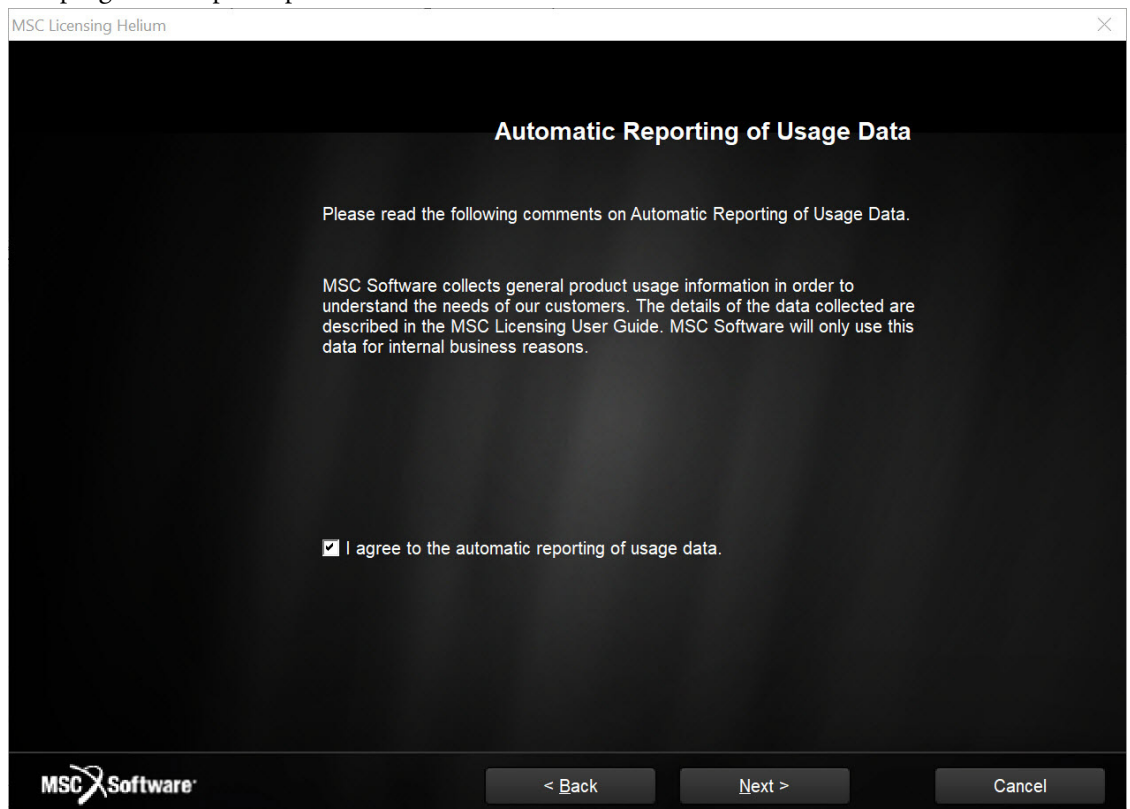 MSC Licensing Helium
Automatic Reporting of Usage Data
Please read the following comments on Automatic Reporting of Usage Data.
MSC Software collects general product usage information in order to
understand the needs of our customers. The details of the data collected are
described in the MSC Licensing User Guide. MSC Software will only use this
data for internal business reasons.
I agree to the automatic reporting of usage data.
MSC Software
< Back Next > Cancel